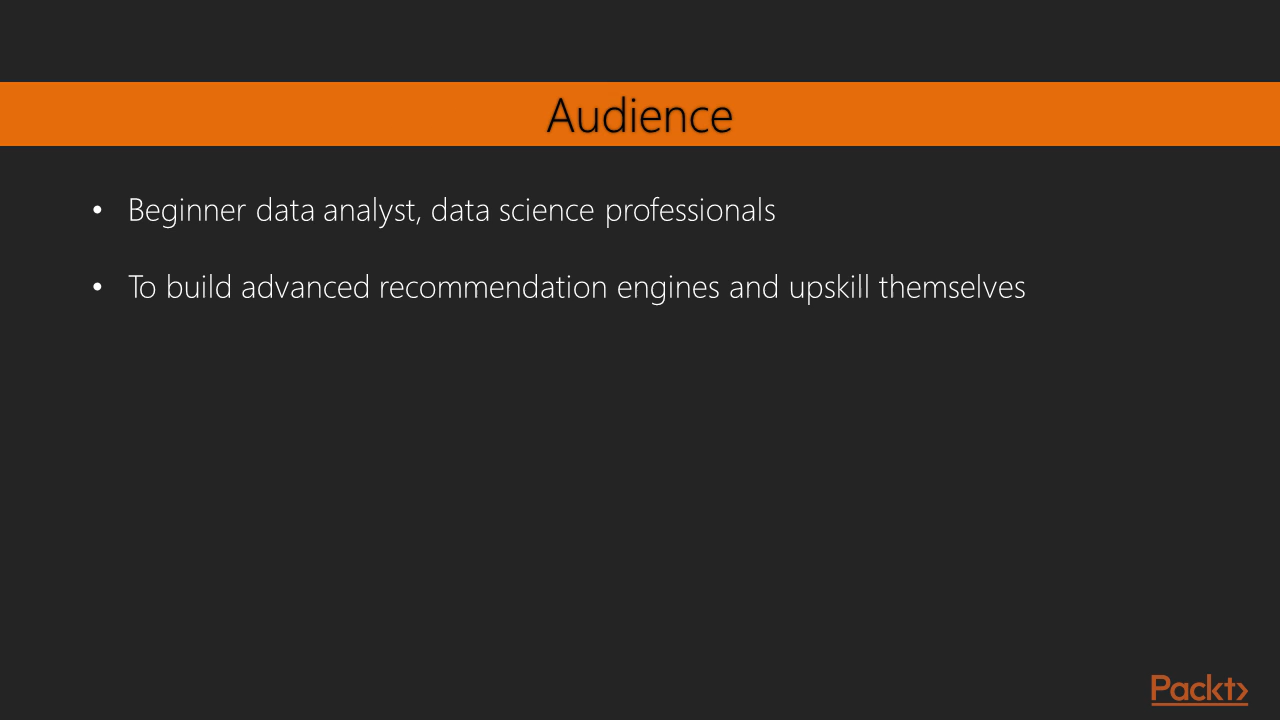 Audience
• Beginner data analyst, data science professionals
• To build advanced recommendation engines and upskill themselves
Packt>